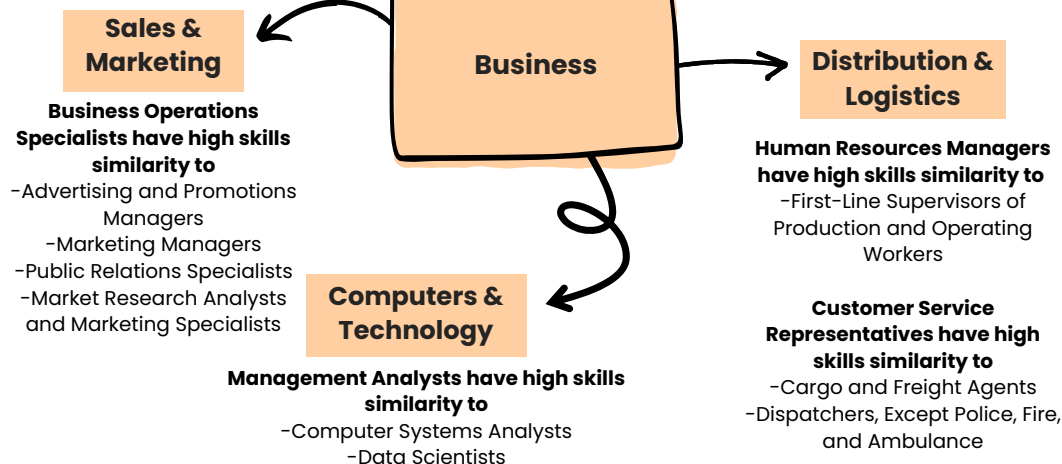 Business
Sales &
Marketing
Business Operations
Specialists have high skills
similarity to
-Advertising and Promotions
Managers
-Marketing Managers
-Public Relations Specialists
-Market Research Analysts
and Marketing Specialists
Computers &
Technology
Management Analysts have high skills
similarity to
-Computer Systems Analysts
-Data Scientists
Distribution &
Logistics
Human Resources Managers
have high skills similarity to
-First-Line Supervisors of
Production and Operating
Workers
Customer Service
Representatives have high
skills similarity to
-Cargo and Freight Agents
-Dispatchers, Except Police, Fire,
and Ambulance